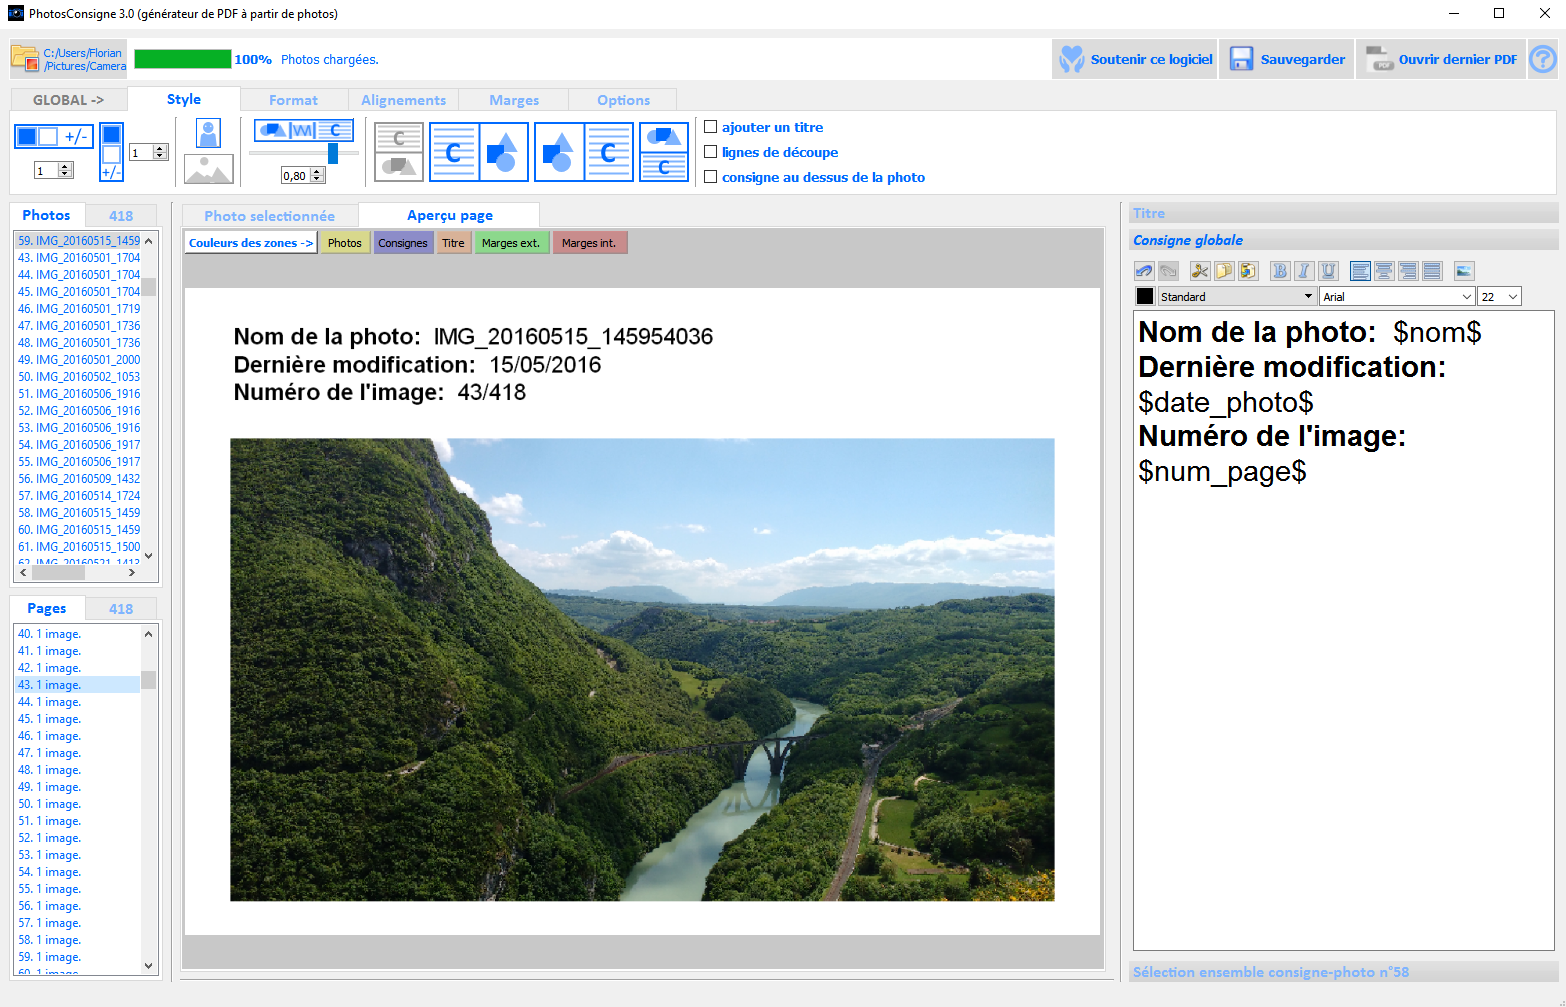 PhotosConsigne 3.0 (générateur de PDF à partir de photos)
C:/Users/Florian
/Pictures/Camera
100% Photos chargées.
Soutenir ce logiciel
Sauvegarder
PDF
Ouvrir dernier PDF
GLOBAL ->
Style
Format
Alignements
Marges
Options
+/-
1
+/-
1
C
0,80
C
C
C
C
ajouter un titre
lignes de découpe
consigne au dessus de la photo
Photos
418
59. IMG_20160515_1459
43. IMG_20160501_1704
44. IMG_20160501_1704
45. IMG_20160501_1704
46. IMG_20160501_1719
47. IMG_20160501_1736
48. IMG_20160501_1736
49. IMG_20160501_2000
50. IMG_20160502_1053
51. IMG_20160506_1916
52. IMG_20160506_1916
53. IMG_20160506_1916
54. IMG_20160506_1917
55. IMG_20160506_1917
56. IMG_20160509_1432
57. IMG_20160514_1724
58. IMG_20160515_1459
60. IMG_20160515_1459
61. IMG_20160515_1500
62. IMG_20160521_1413
Pages
418
40. 1 image.
41. 1 image.
42. 1 image.
43. 1 image.
44. 1 image.
45. 1 image.
46. 1 image.
47. 1 image.
48. 1 image.
49. 1 image.
50. 1 image.
51. 1 image.
52. 1 image.
53. 1 image.
54. 1 image.
55. 1 image.
56. 1 image.
57. 1 image.
58. 1 image.
59. 1 image.
60. 1 image.
Photo selectionnée
Aperçu page
Couleurs des zones ->
Photos
Consignes
Titre
Marges ext.
Marges int.
Nom de la photo: IMG_20160515_145954036
Dernière modification: 15/05/2016
Numéro de l'image: 43/418
Titre
Consigne globale
B I U
Standard
Arial
22
Nom de la photo: $nom$
Dernière modification:
$date_photo$
Numéro de l'image:
$num_page$
Sélection ensemble consigne-photo n°58